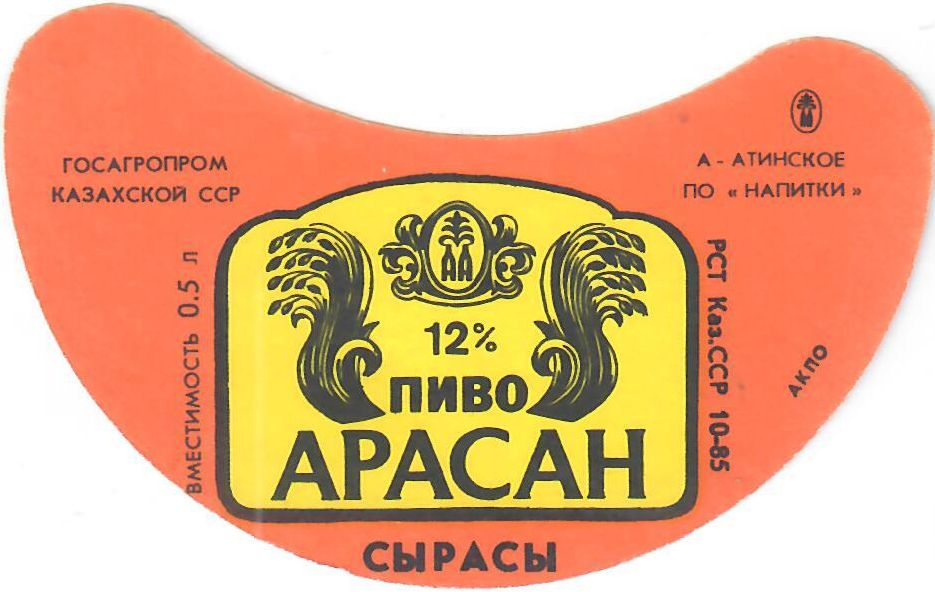 ГОСАГРОПРОМ
КАЗАХСКОЙ ССР
А - АТИНСКОЕ
ПО « НАПИТКИ »
ВМЕСТИМОСТЬ 0.5 л
АА
12%
ПИВО
АРАСАН
СЫРАСЫ
РСТ Каз.ССР 10-85
АКПО